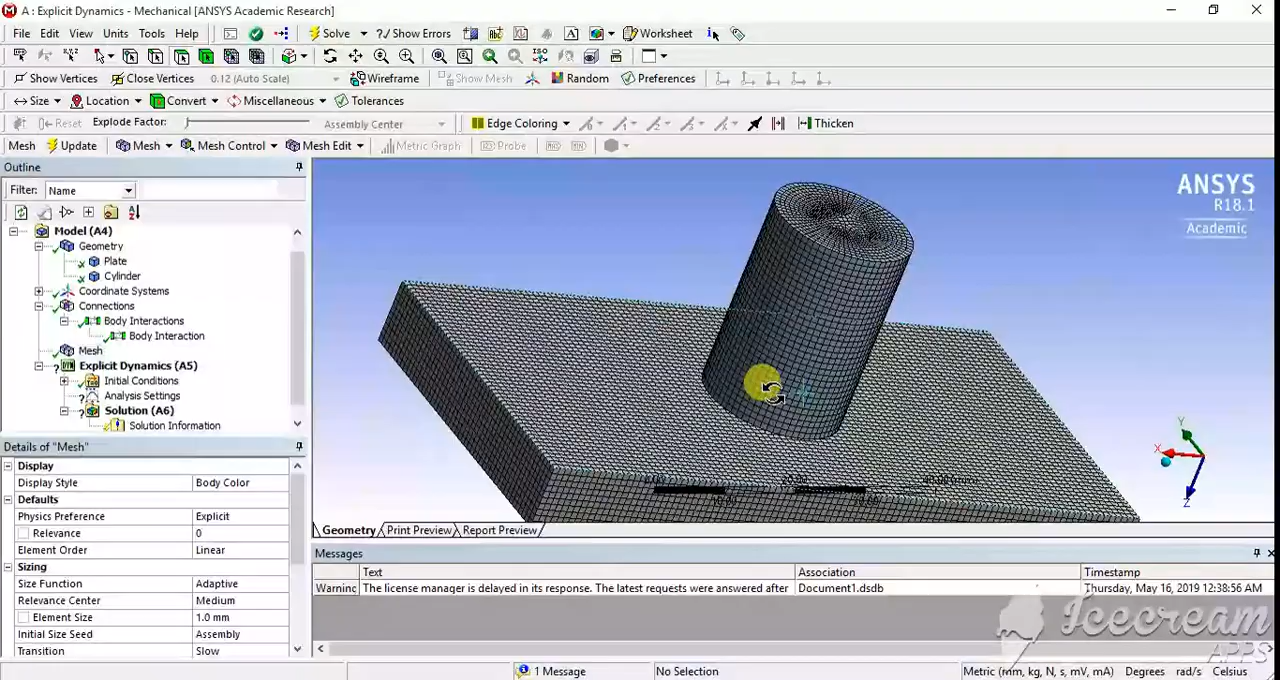 A : Explicit Dynamics - Mechanical [ANSYS Academic Research]
File Edit View Units Tools Help Solve ?/ Show Errors A Worksheet
Show Vertices Close Vertices 0.12 (Auto Scale) Wireframe Show Mesh Random Preferences
Size Location Convert Miscellaneous Tolerances
Reset Explode Factor: Assembly Center Edge Coloring Thicken
Mesh Update Mesh Mesh Control Mesh Edit Metric Graph Probe
Outline
Filter: Name
Model (A4)
Geometry
Plate
Cylinder
Coordinate Systems
Connections
Body Interactions
Body Interaction
Mesh
Explicit Dynamics (A5)
Initial Conditions
Analysis Settings
Solution (A6)
Solution Information
Details of "Mesh"
Display
Display Style Body Color
Defaults
Physics Preference Explicit
Relevance 0
Element Order Linear
Sizing
Size Function Adaptive
Relevance Center Medium
Element Size 1.0 mm
Initial Size Seed Assembly
Transition Slow
ANSYS
R18.1
Academic
Y
X
Z
Geometry Print Preview Report Preview
Messages
Text Association Timestamp
Warning The license manager is delayed in its response. The latest requests were answered after Document1.dsdb Thursday, May 16, 2019 12:38:56 AM
Icecream
APPS
1 Message No Selection Metric (mm, kg, N, s, mV, mA) Degrees rad/s Celsius